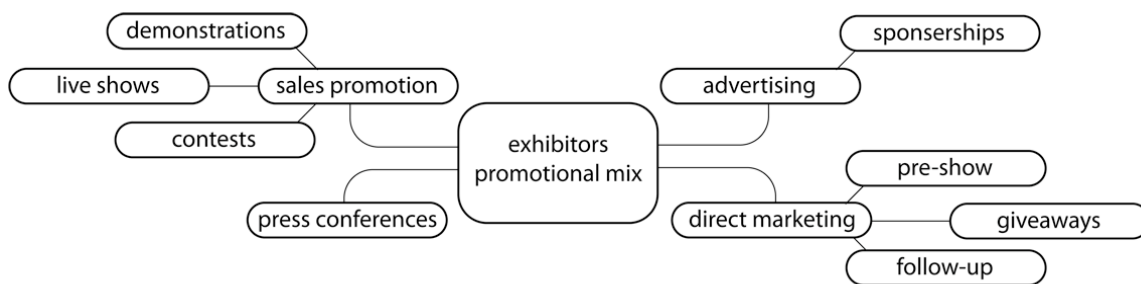 demonstrations
live shows
sales promotion
contests
press conferences
exhibitors
promotional mix
sponserships
advertising
pre-show
direct marketing
giveaways
follow-up